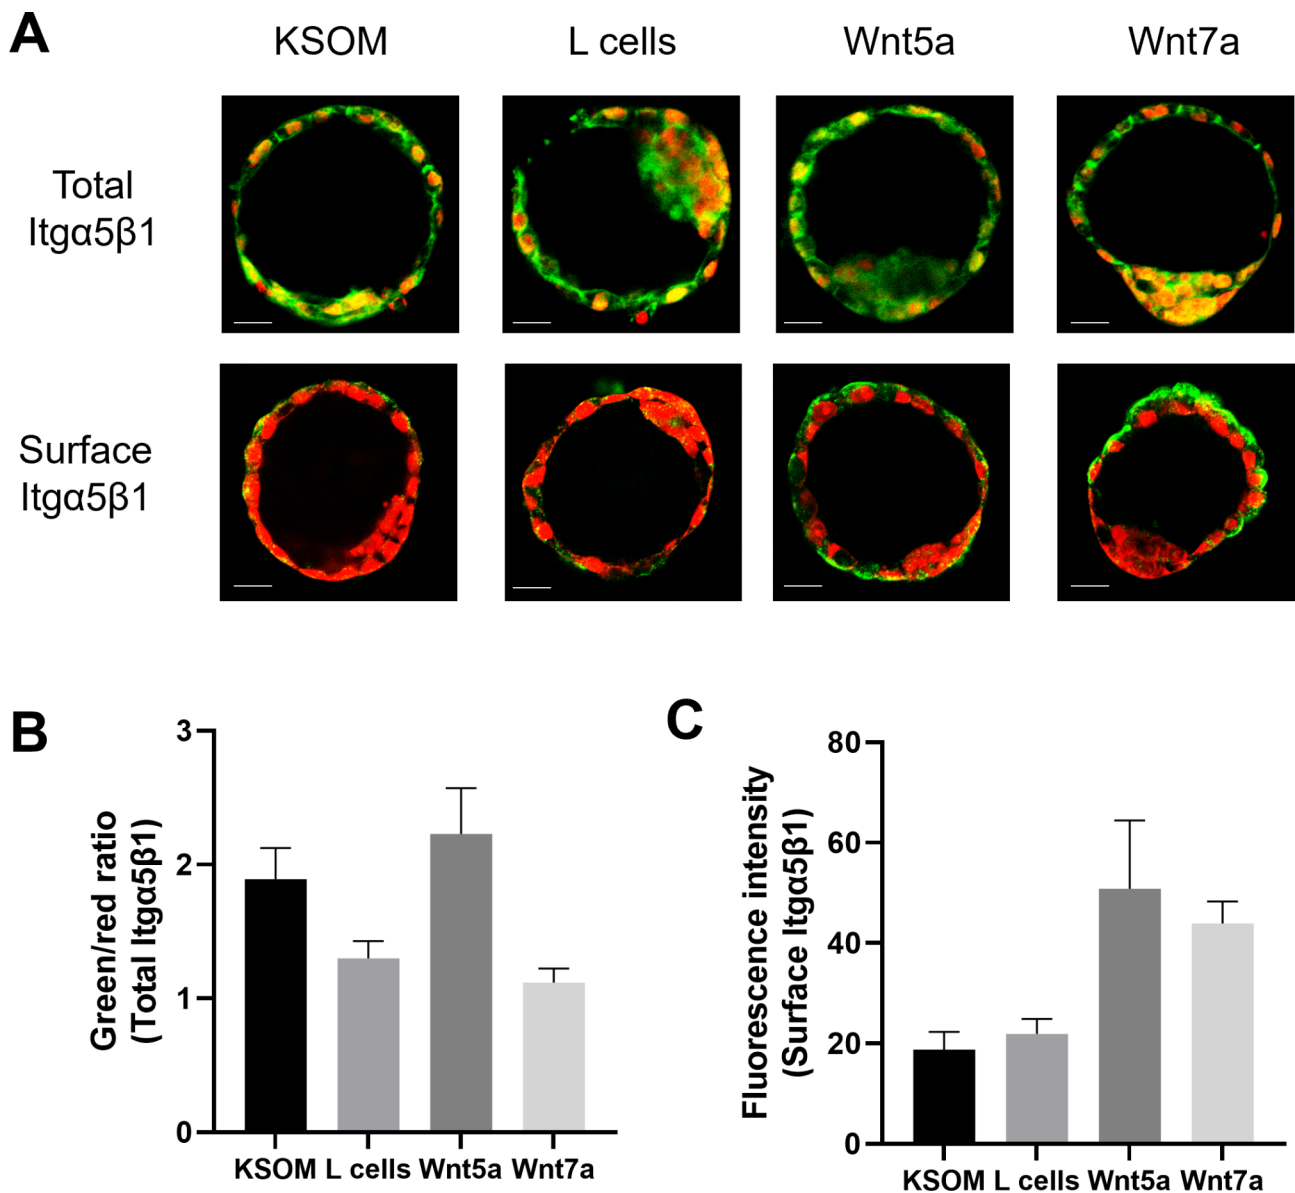 A
KSOM
L cells
Wnt5a
Wnt7a
Total
Itgα5β1
Surface
Itgα5β1
B
Green/red ratio
(Total Itgα5β1)
3
2
1
0
KSOM
L cells
Wnt5a
Wnt7a
C
Fluorescence intensity
(Surface Itgα5β1)
80
60
40
20
0
KSOM
L cells
Wnt5a
Wnt7a